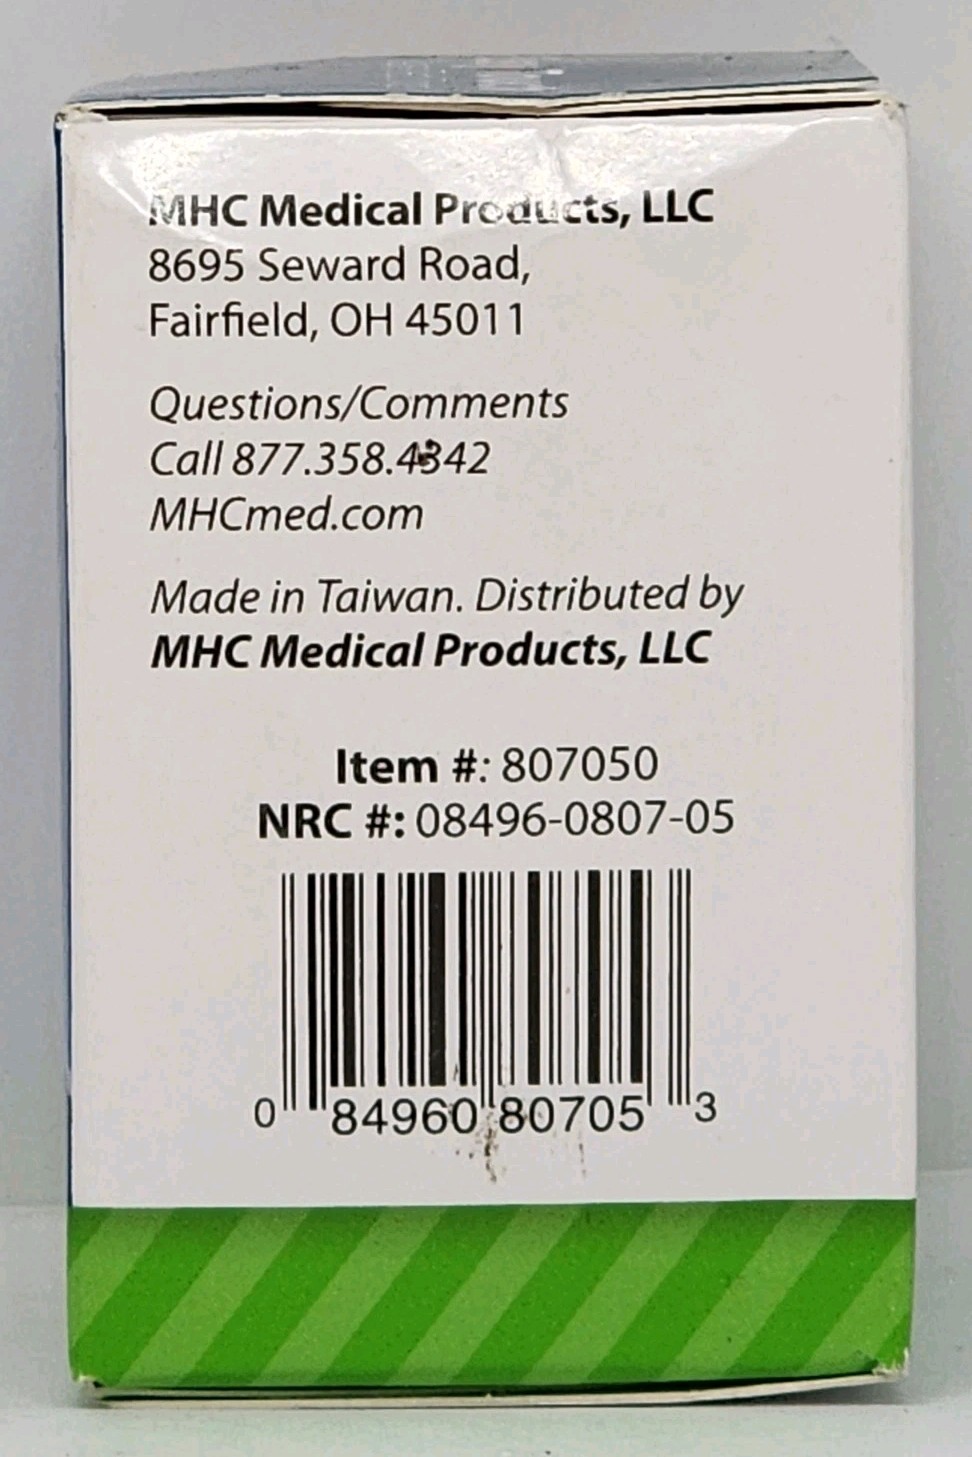 MHC Medical Products, LLC
8695 Seward Road,
Fairfield, OH 45011
Questions/Comments
Call 877.358.4342
MHCmed.com
Made in Taiwan. Distributed by
MHC Medical Products, LLC
Item #: 807050
NRC #: 08496-0807-05
0 84960 80705 3